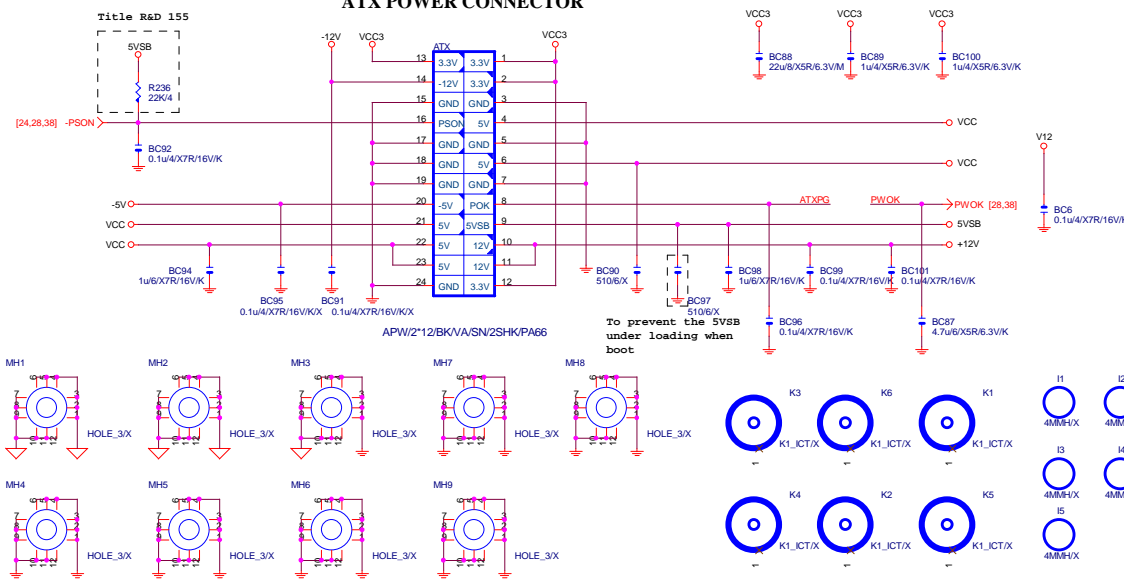 ATX POWER CONNECTOR
Title R&D 155
5VSB
R236
22K/4
[24,28,38] -PSON
BC92
0.1u/4/X7R/16V/K
-12V
VCC3
ATX
VCC3
13 3.3V 3.3V 1
14 -12V 3.3V 2
15 GND GND 3
16 PSON 5V 4
17 GND GND 5
18 GND 5V 6
19 GND GND 7
20 -5V POK 8
21 5V 5VSB 9
22 5V 12V 10
23 5V 12V 11
24 GND 3.3V 12
VCC3
BC88
22u/8/X5R/6.3V/M
VCC3
BC89
1u/4/X5R/6.3V/K
VCC3
BC100
1u/4/X5R/6.3V/K
VCC
VCC
ATXPG
PWOK
PWOK [28,38]
5VSB
+12V
V12
BC6
0.1u/4/X7R/16V/K
-5V
VCC
VCC
BC94
1u/6/X7R/16V/K
BC95
0.1u/4/X7R/16V/K/X
BC91
0.1u/4/X7R/16V/K/X
BC90
510/6/X
BC97
510/6/X
BC98
1u/6/X7R/16V/K
BC99
0.1u/4/X7R/16V/K
BC101
0.1u/4/X7R/16V/K
APW/2*12/BK/VA/SN/2SHK/PA66
To prevent the 5VSB
under loading when
boot
BC96
0.1u/4/X7R/16V/K
BC87
4.7u/6/X5R/6.3V/K
MH1
HOLE_3/X
MH2
HOLE_3/X
MH3
HOLE_3/X
MH7
HOLE_3/X
MH8
HOLE_3/X
MH4
HOLE_3/X
MH5
HOLE_3/X
MH6
HOLE_3/X
MH9
HOLE_3/X
K3
K1_ICT/X
1
K6
K1_ICT/X
1
K1
K1_ICT/X
1
K4
K1_ICT/X
1
K2
K1_ICT/X
1
K5
K1_ICT/X
1
I1
4MMH/X
I2
I3
4MMH/X
I4
I5
4MMH/X